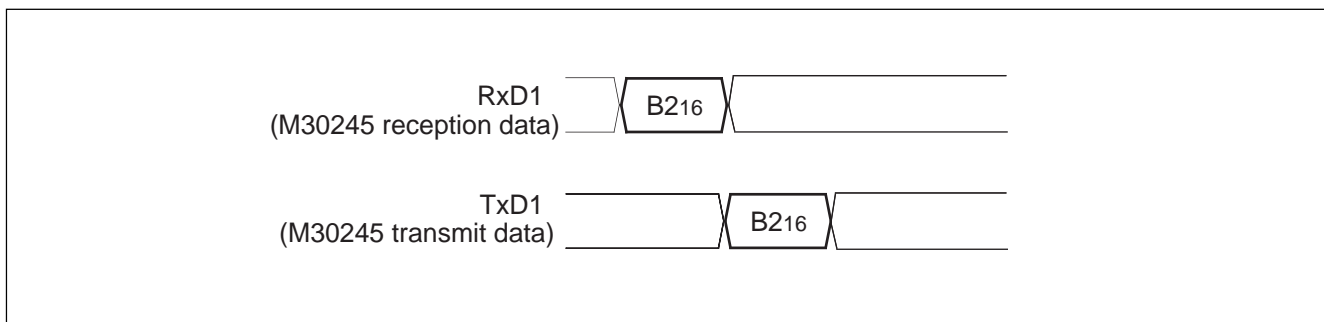 RxD1
(M30245 reception data)
B216
TxD1
(M30245 transmit data)
B216